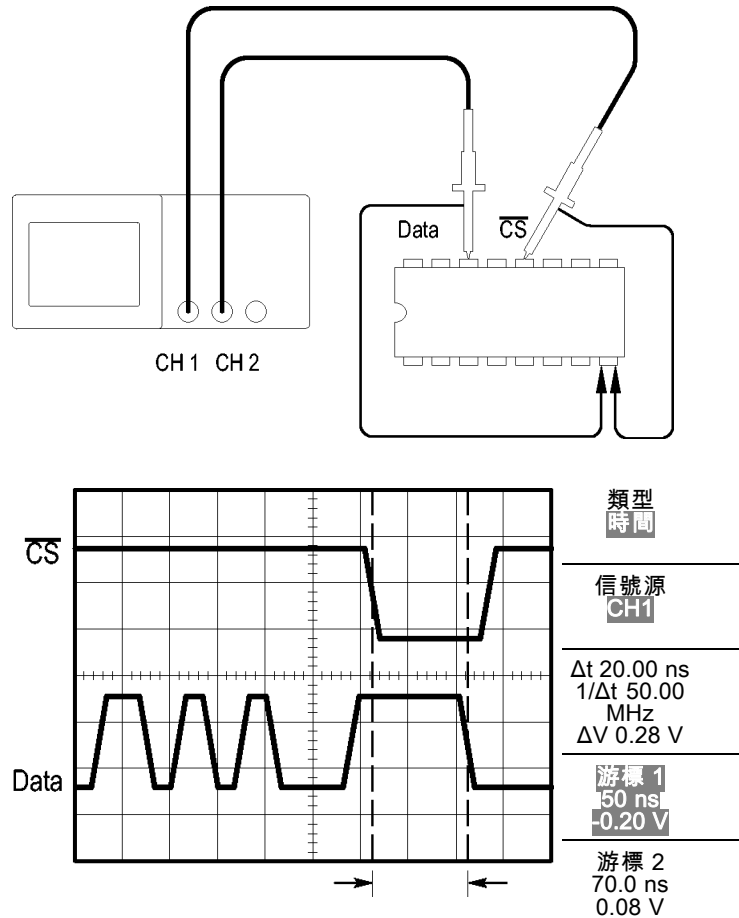 Data
C̅S̅
CH 1
CH 2
C̅S̅
Data
類型
時間
信號源
CH1
Δt 20.00 ns
1/Δt 50.00
MHz
ΔV 0.28 V
游標 1
50 ns
-0.20 V
游標 2
70.0 ns
0.08 V